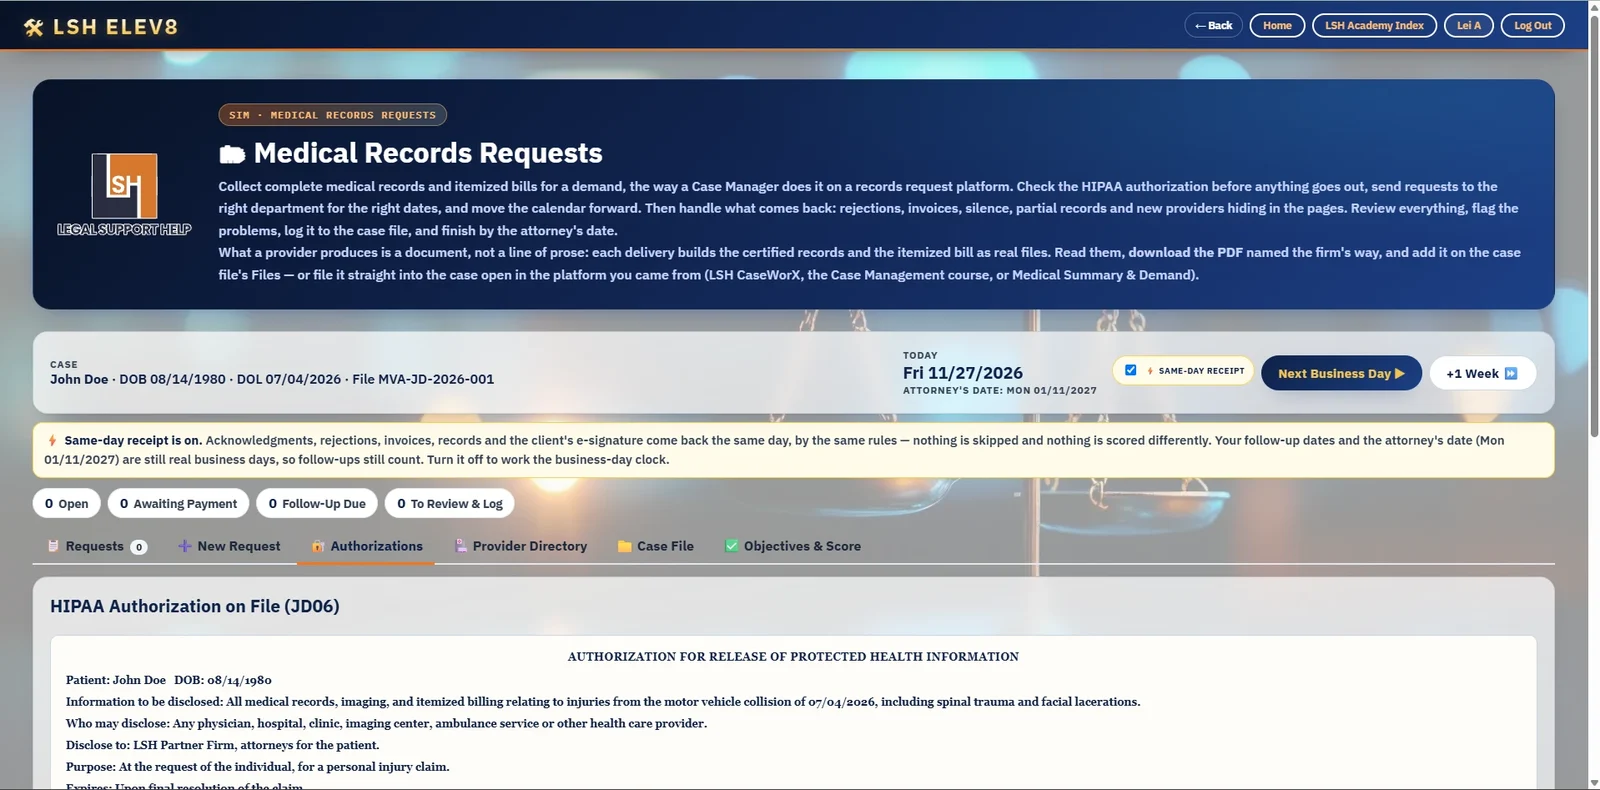 🛠 LSH ELEV8
← Back
Home
LSH Academy Index
Lei A
Log Out
SIM · MEDICAL RECORDS REQUESTS
Medical Records Requests
LSH
LEGAL SUPPORT HELP
Collect complete medical records and itemized bills for a demand, the way a Case Manager does it on a records request platform. Check the HIPAA authorization before anything goes out, send requests to the
right department for the right dates, and move the calendar forward. Then handle what comes back: rejections, invoices, silence, partial records and new providers hiding in the pages. Review everything, flag the
problems, log it to the case file, and finish by the attorney's date.
What a provider produces is a document, not a line of prose: each delivery builds the certified records and the itemized bill as real files. Read them, download the PDF named the firm's way, and add it on the case
file's Files — or file it straight into the case open in the platform you came from (LSH CaseWorX, the Case Management course, or Medical Summary & Demand).
CASE
John Doe · DOB 08/14/1980 · DOL 07/04/2026 · File MVA-JD-2026-001
TODAY
Fri 11/27/2026
ATTORNEY'S DATE: MON 01/11/2027
⚡ SAME-DAY RECEIPT
Next Business Day ▶
+1 Week ⏩
⚡ Same-day receipt is on. Acknowledgments, rejections, invoices, records and the client's e-signature come back the same day, by the same rules — nothing is skipped and nothing is scored differently. Your follow-up dates and the attorney's date (Mon
01/11/2027) are still real business days, so follow-ups still count. Turn it off to work the business-day clock.
0 Open
0 Awaiting Payment
0 Follow-Up Due
0 To Review & Log
Requests 0
New Request
Authorizations
Provider Directory
Case File
Objectives & Score
HIPAA Authorization on File (JD06)
AUTHORIZATION FOR RELEASE OF PROTECTED HEALTH INFORMATION
Patient: John Doe DOB: 08/14/1980
Information to be disclosed: All medical records, imaging, and itemized billing relating to injuries from the motor vehicle collision of 07/04/2026, including spinal trauma and facial lacerations.
Who may disclose: Any physician, hospital, clinic, imaging center, ambulance service or other health care provider.
Disclose to: LSH Partner Firm, attorneys for the patient.
Purpose: At the request of the individual, for a personal injury claim.
Expires: Upon final resolution of the claim.